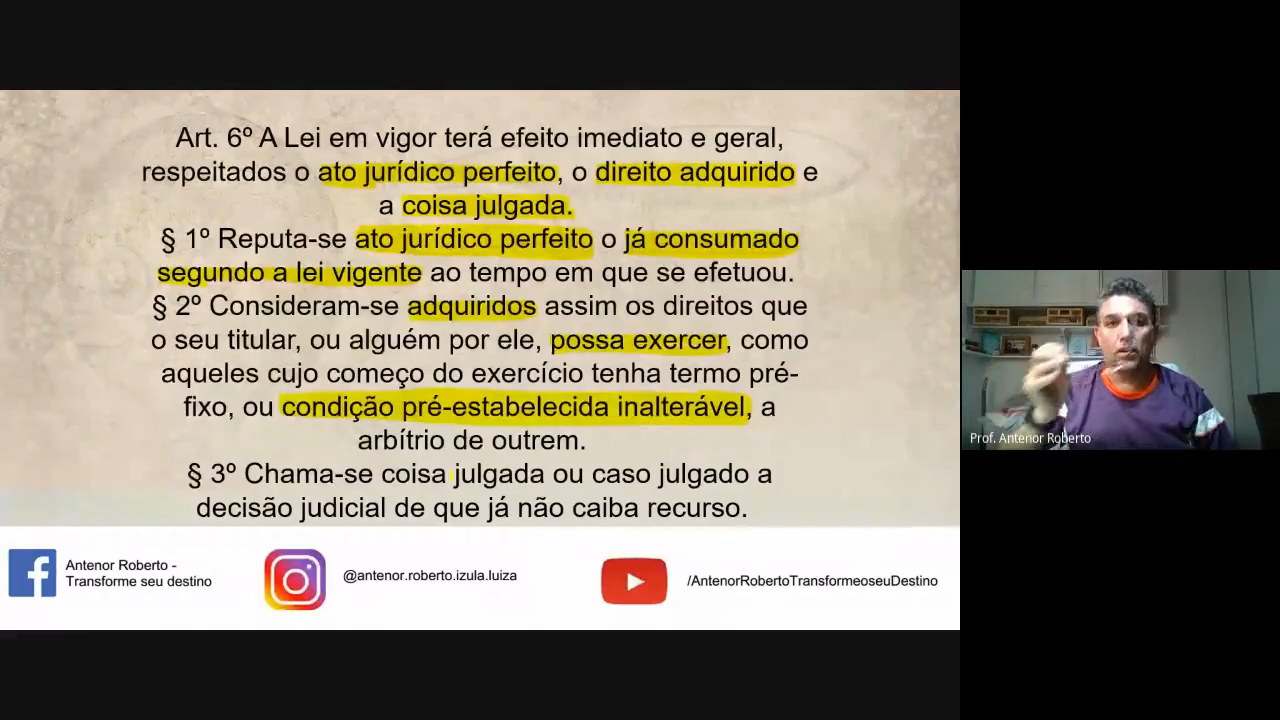 Art. 6º A Lei em vigor terá efeito imediato e geral,
respeitados o ato jurídico perfeito, o direito adquirido e
a coisa julgada.
§ 1º Reputa-se ato jurídico perfeito o já consumado
segundo a lei vigente ao tempo em que se efetuou.
§ 2º Consideram-se adquiridos assim os direitos que
o seu titular, ou alguém por ele, possa exercer, como
aqueles cujo começo do exercício tenha termo pré-
fixo, ou condição pré-estabelecida inalterável, a
arbítrio de outrem.
§ 3º Chama-se coisa julgada ou caso julgado a
decisão judicial de que já não caiba recurso.
Prof. Antenor Roberto
Antenor Roberto -
Transforme seu destino
@antenor.roberto.izula.luiza
/AntenorRobertoTransformeoseuDestino